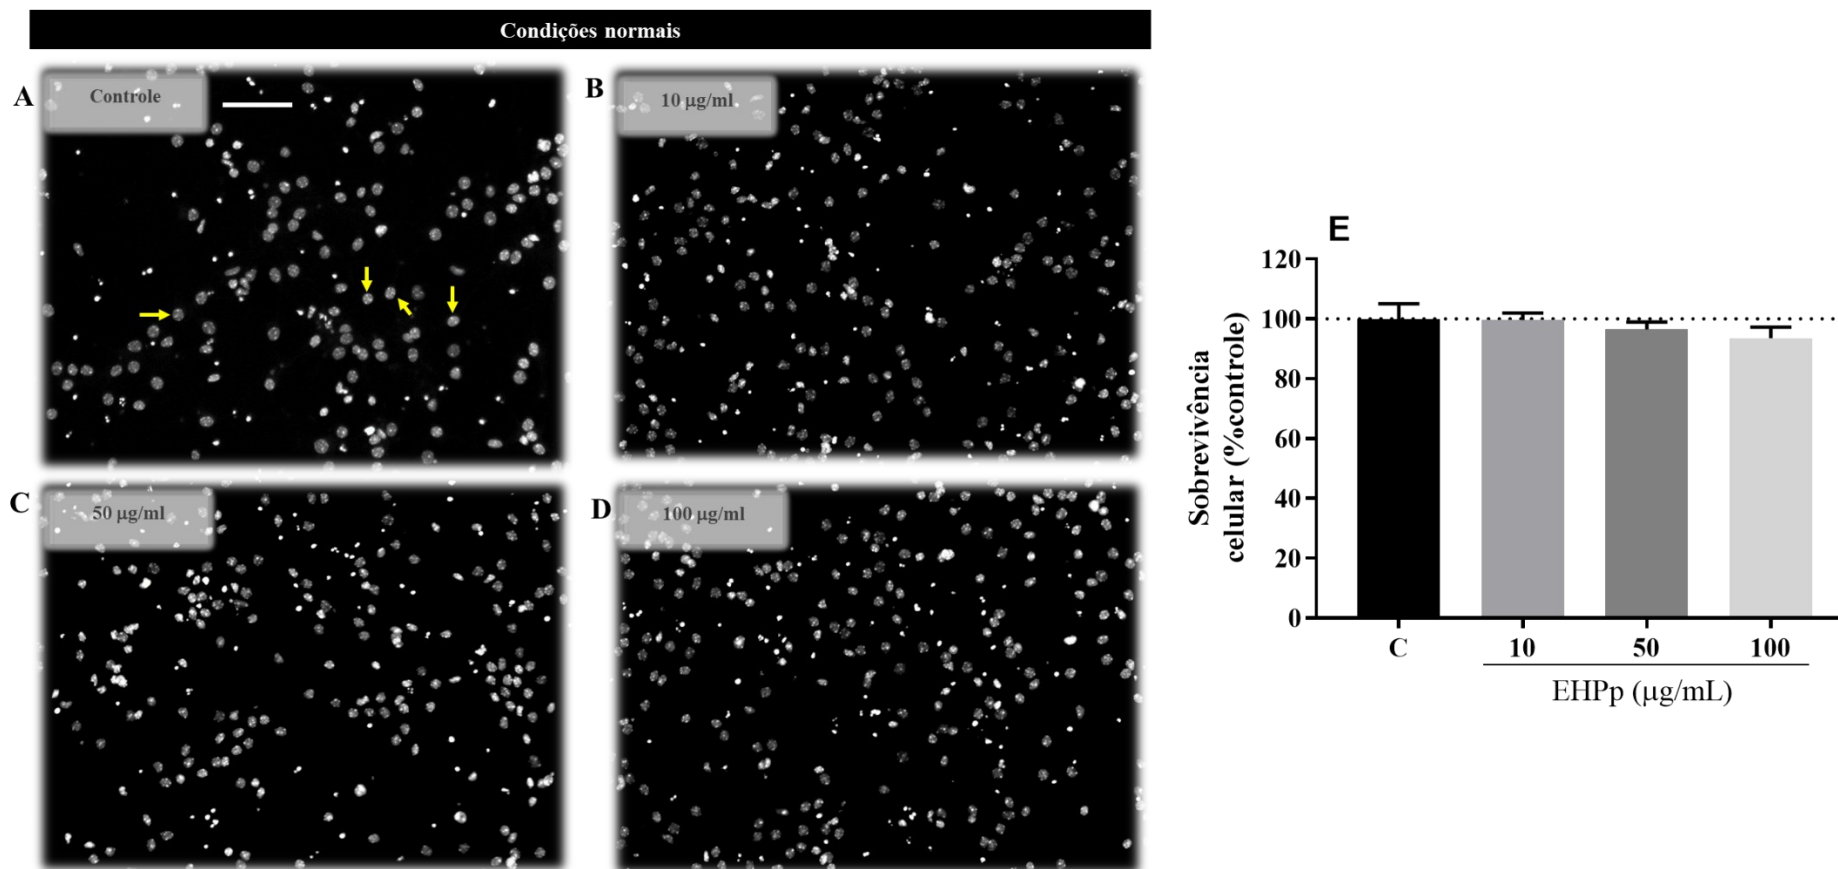 Condições normais
A
Controle
B
10 µg/ml
C
50 µg/ml
D
100 µg/ml
E
Sobrevivência
celular (%controle)
120
100
80
60
40
20
0
C
10
50
100
EHPp (µg/mL)